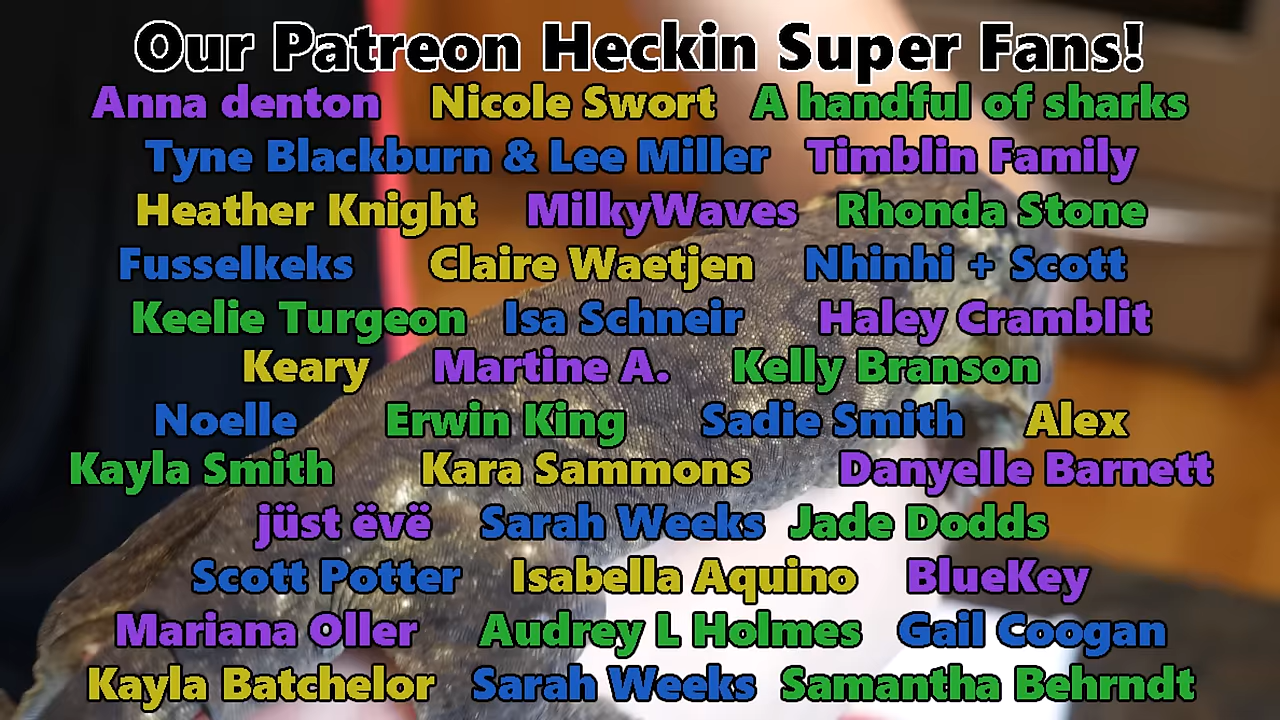 Our Patreon Heckin Super Fans!
Anna denton Nicole Swort A handful of sharks
Tyne Blackburn & Lee Miller Timblin Family
Heather Knight MilkyWaves Rhonda Stone
Fusselkeks Claire Waetjen Nhinhi + Scott
Keelie Turgeon Isa Schneir Haley Cramblit
Keary Martine A. Kelly Branson
Noelle Erwin King Sadie Smith Alex
Kayla Smith Kara Sammons Danyelle Barnett
jüst ëvë Sarah Weeks Jade Dodds
Scott Potter Isabella Aquino BlueKey
Mariana Oller Audrey L Holmes Gail Coogan
Kayla Batchelor Sarah Weeks Samantha Behrndt